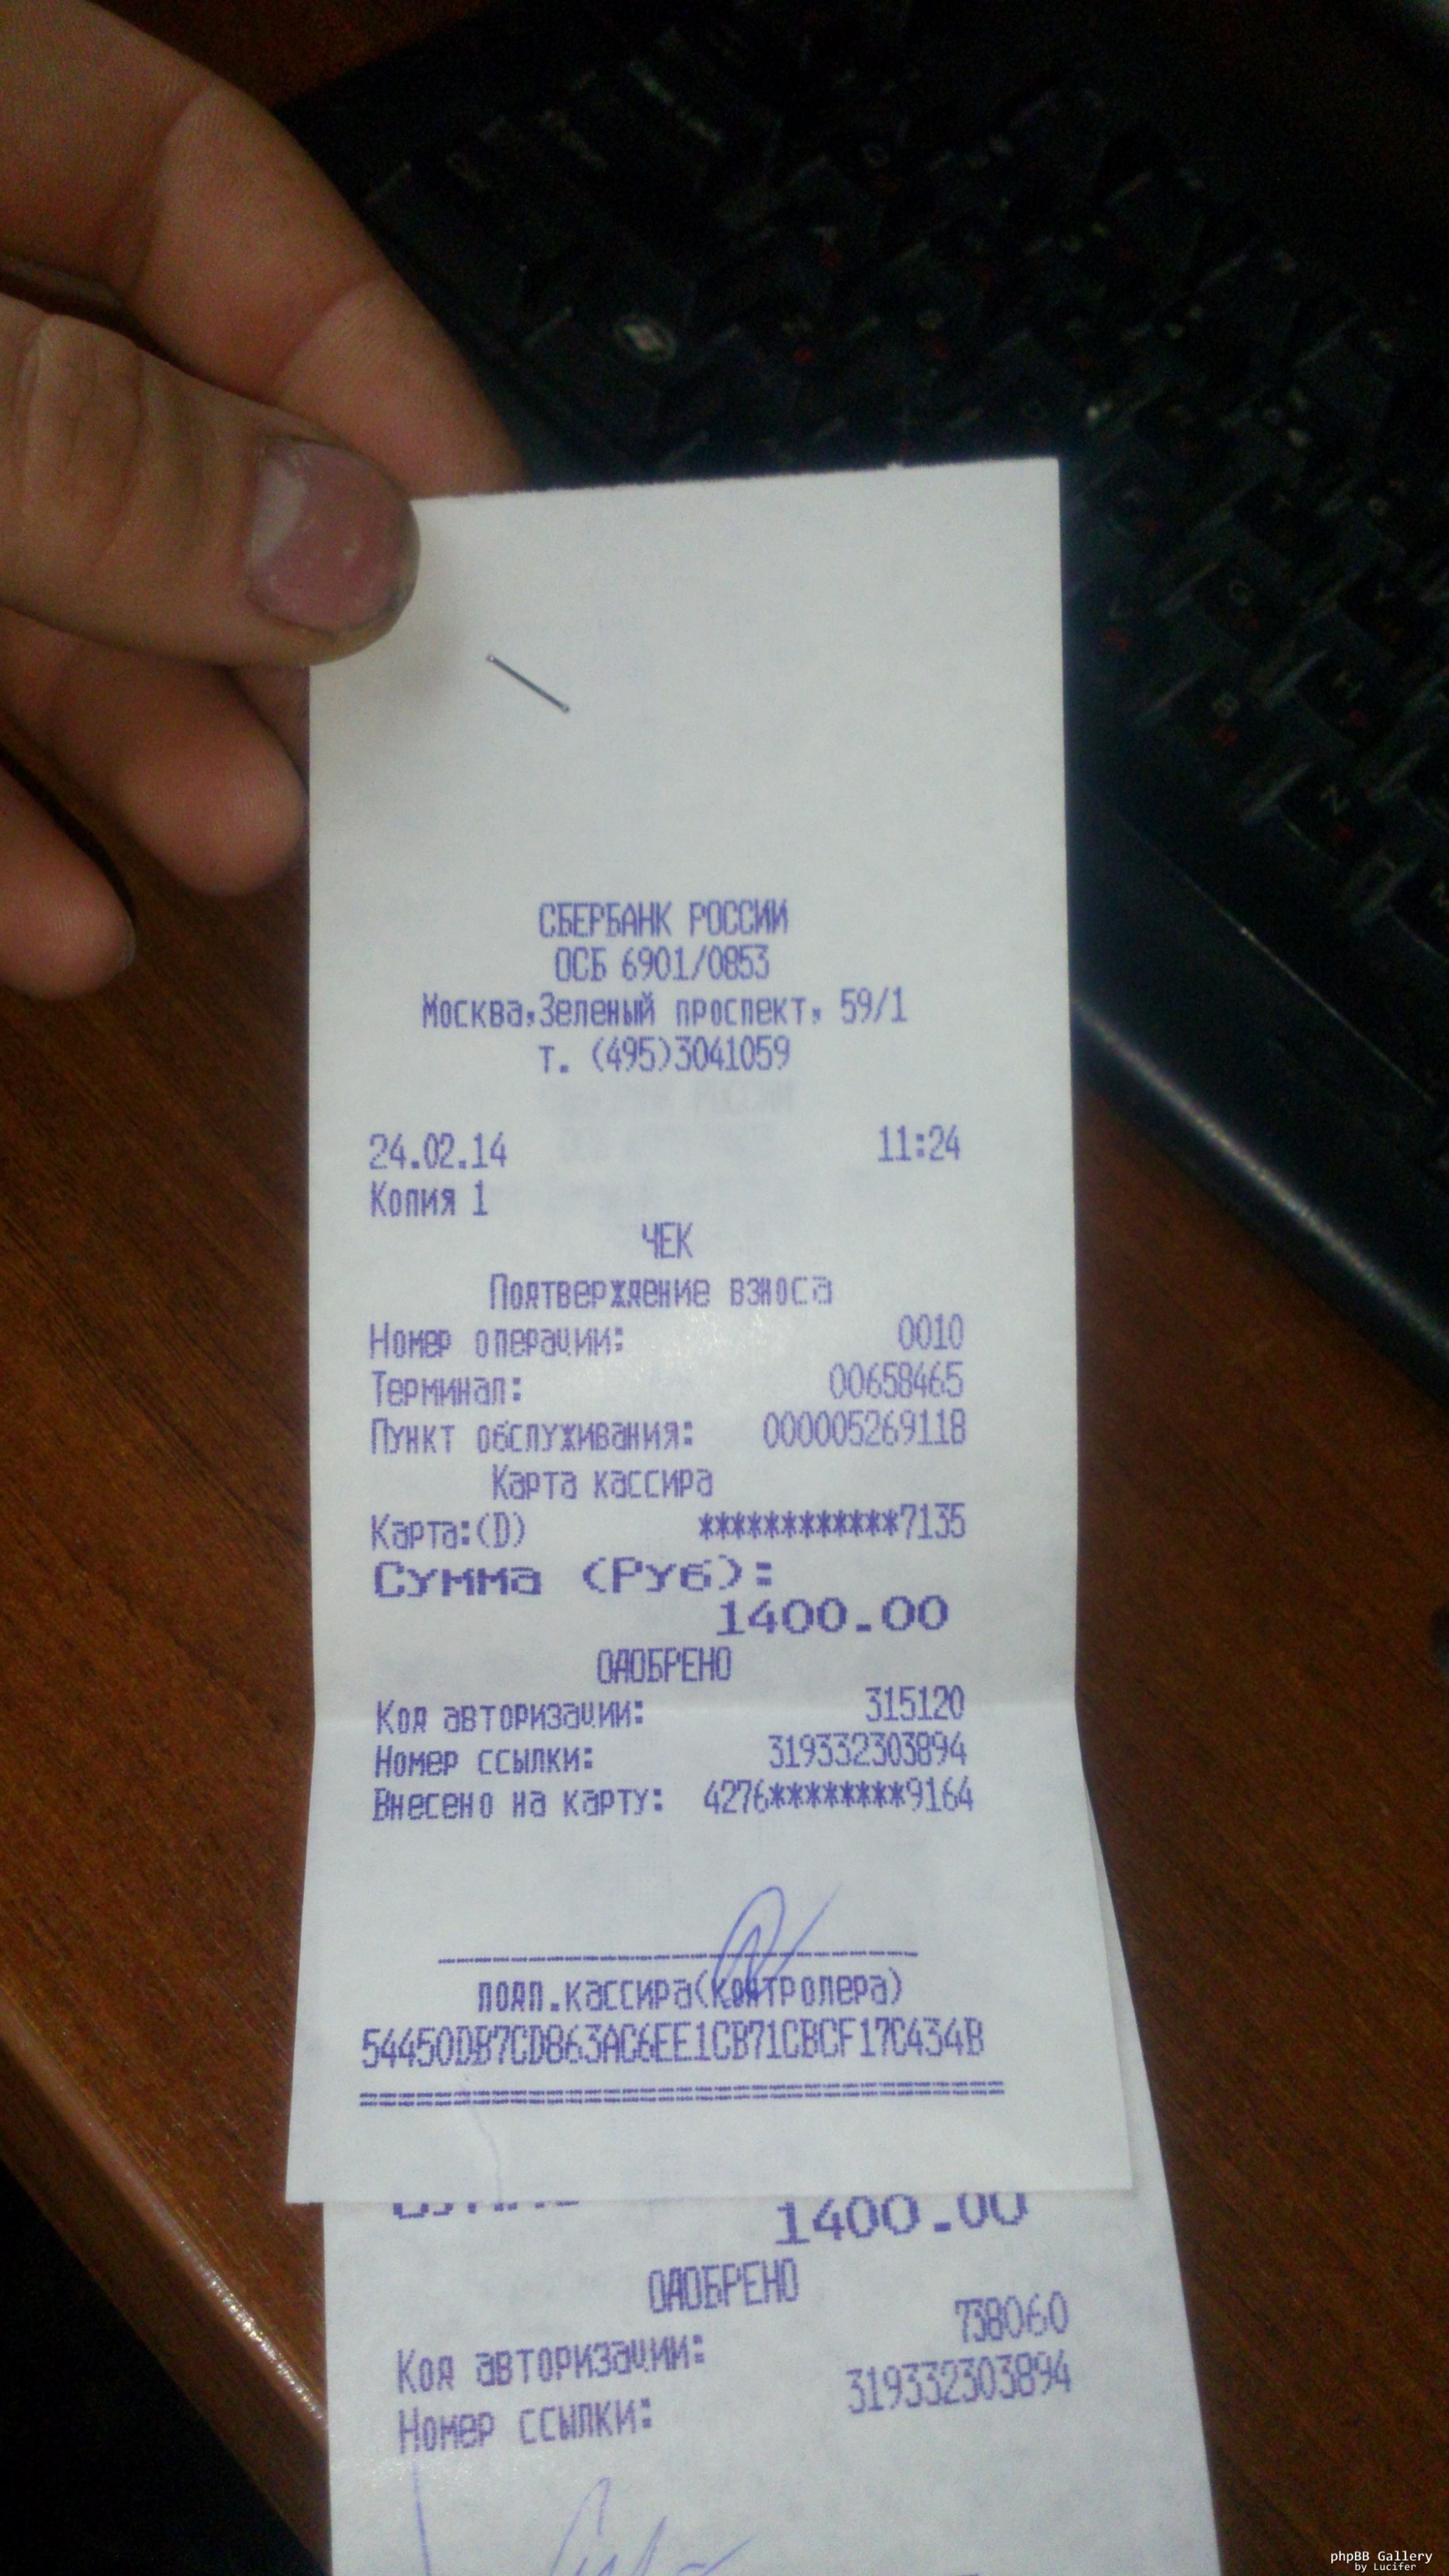 СБЕРБАНК РОССИИ
ОСБ 6901/0853
Москва,Зеленый проспект, 59/1
т. (495)3041059
24.02.14 11:24
Копия 1
ЧЕК
Подтверждение взноса
Номер операции: 0010
Терминал: 00658465
Пункт обслуживания: 000005269118
Карта кассира
Карта:(D) ************7135
Сумма (Руб):
1400.00
ОДОБРЕНО
Код авторизации: 315120
Номер ссылки: 319332303894
Внесено на карту: 4276********9164
подп.кассира(контролера)
54450DB7CD863AC6EE1CB71CBCF17C434B
1400.00
ОДОБРЕНО
Код авторизации: 738060
Номер ссылки: 319332303894
phpBB Gallery
by Lucifer